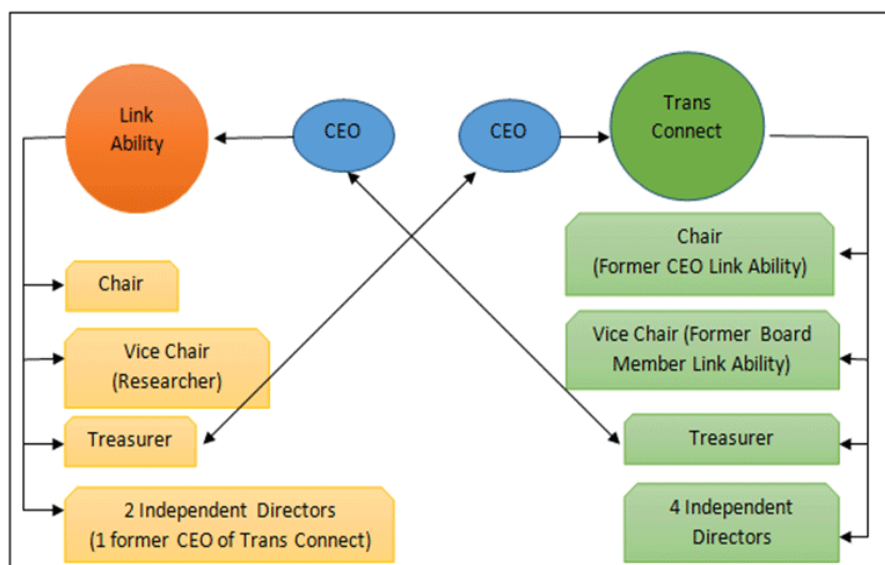 Link
Ability
CEO
CEO
Trans
Connect
Chair
Vice Chair
(Researcher)
Treasurer
2 Independent Directors
(1 former CEO of Trans Connect)
Chair
(Former CEO Link Ability)
Vice Chair (Former Board
Member Link Ability)
Treasurer
4 Independent
Directors